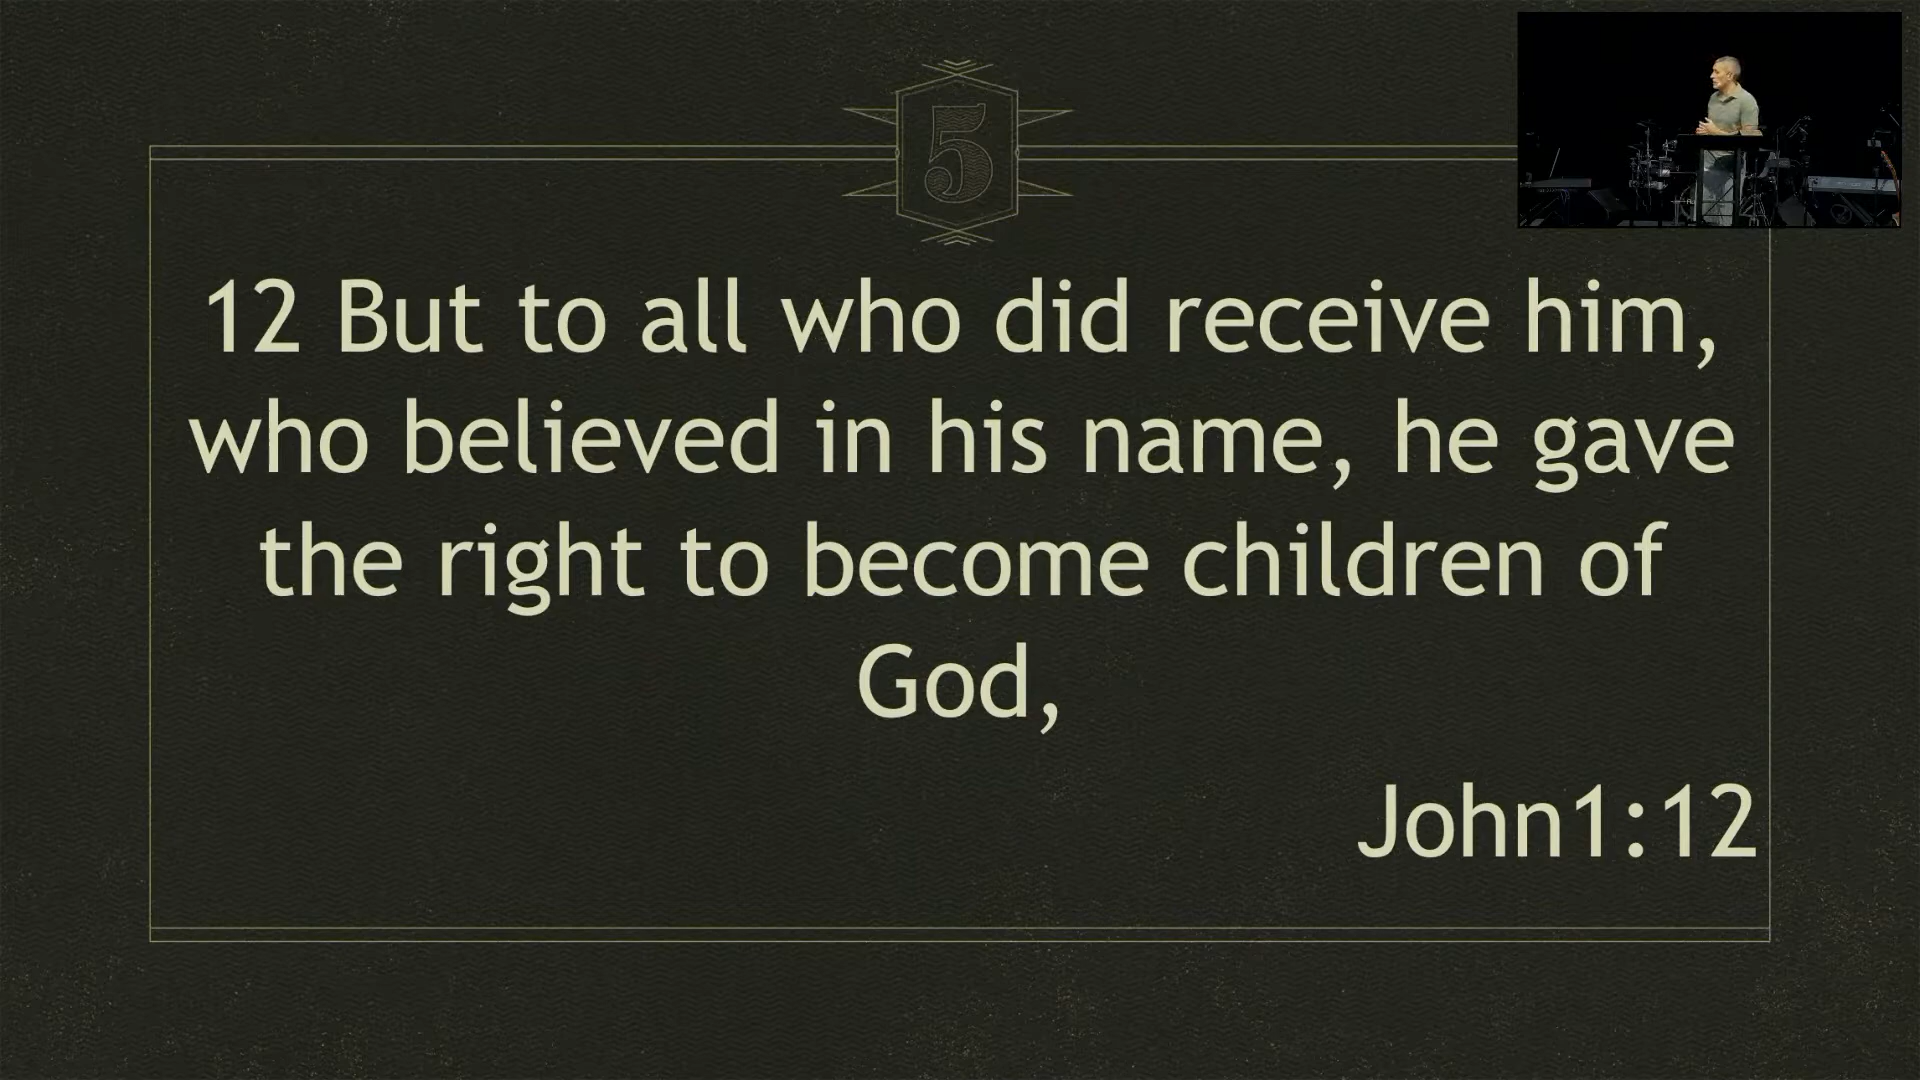 5
12 But to all who did receive him,
who believed in his name, he gave
the right to become children of
God,
John1:12